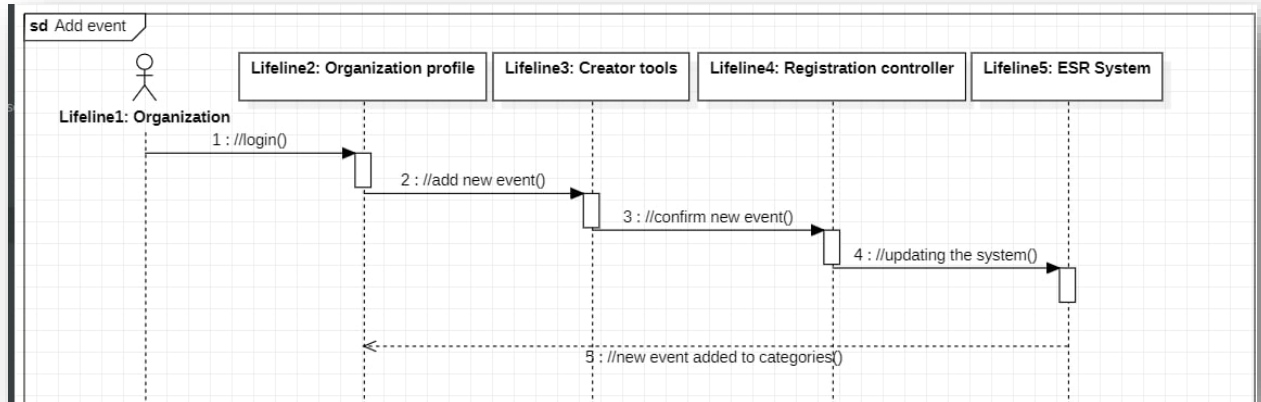 sd Add event
Lifeline2: Organization profile
Lifeline3: Creator tools
Lifeline4: Registration controller
Lifeline5: ESR System
Lifeline1: Organization
1 : //login()
2 : //add new event()
3 : //confirm new event()
4 : //updating the system()
5 : //new event added to categories()